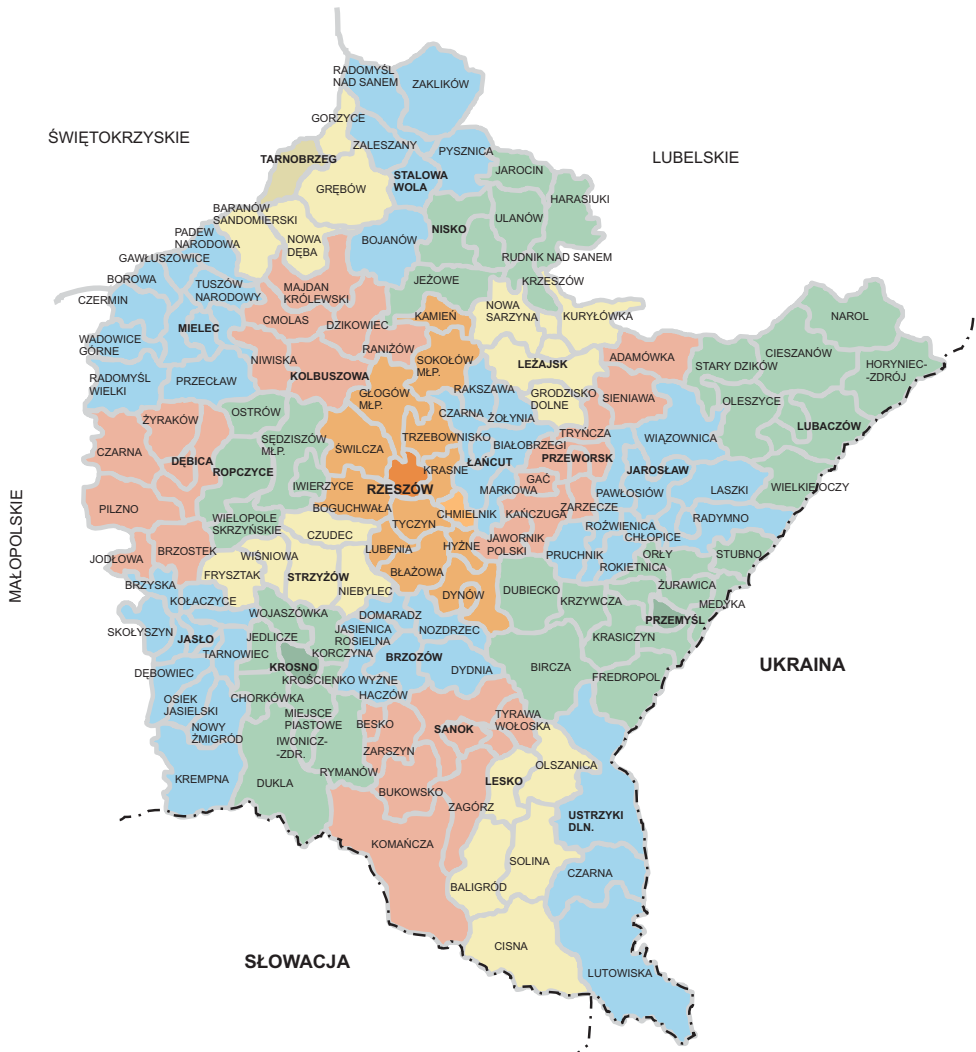 RADOMYŚL
NAD SANEM
ZAKLIKÓW
GORZYCE
ŚWIĘTOKRZYSKIE
ZALESZANY
PYSZNICA
LUBELSKIE
TARNOBRZEG
STALOWA
WOLA
JAROCIN
GRĘBÓW
HARASIUKI
BARANÓW
SANDOMIERSKI
ULANÓW
PADEW
NARODOWA
NOWA
DĘBA
BOJANÓW
NISKO
GAWŁUSZOWICE
RUDNIK NAD SANEM
BOROWA
TUSZÓW
NARODOWY
MAJDAN
KRÓLEWSKI
JEŻOWE
KRZESZÓW
CZERMIN
NOWA
SARZYNA
KURYŁÓWKA
NAROL
KAMIEŃ
CMOLAS
DZIKOWIEC
MIELEC
WADOWICE
GÓRNE
RANIŻÓW
SOKOŁÓW
MŁP.
LEŻAJSK
ADAMÓWKA
CIESZANÓW
STARY DZIKÓW
HORYNIEC-
-ZDRÓJ
NIWISKA
KOLBUSZOWA
RADOMYŚL
WIELKI
PRZECŁAW
GŁOGÓW
MŁP.
RAKSZAWA
GRODZISKO
DOLNE
SIENIAWA
OLESZYCE
OSTRÓW
CZARNA
ŻOŁYNIA
ŻYRAKÓW
LUBACZÓW
SĘDZISZÓW
MŁP.
TRZEBOWNISKO
BIAŁOBRZEGI
TRYŃCZA
WIĄZOWNICA
CZARNA
ŚWILCZA
DĘBICA
ROPCZYCE
KRASNE
ŁAŃCUT
PRZEWORSK
JAROSŁAW
IWIERZYCE
RZESZÓW
MARKOWA
GAĆ
PAWŁOSIÓW
LASZKI
WIELKIE OCZY
PILZNO
BOGUCHWAŁA
CHMIELNIK
KAŃCZUGA
ZARZECZE
RADYMNO
WIELOPOLE
SKRZYŃSKIE
CZUDEC
TYCZYN
ROŹWIENICA
CHŁOPICE
MAŁOPOLSKIE
JODŁOWA
BRZOSTEK
WIŚNIOWA
LUBENIA
HYŻNE
JAWORNIK
POLSKI
PRUCHNIK
ROKIETNICA
ORŁY
STUBNO
FRYSZTAK
STRZYŻÓW
BŁAŻOWA
BRZYSKA
NIEBYLEC
DYNÓW
DUBIECKO
KRZYWCZA
ŻURAWICA
MEDYKA
KOŁACZYCE
WOJASZÓWKA
DOMARADZ
PRZEMYŚL
SKOŁYSZYN
JASŁO
JEDLICZE
JASIENICA
ROSIELNA
NOZDRZEC
KRASICZYN
TARNOWIEC
KORCZYNA
BRZOZÓW
DĘBOWIEC
KROSNO
DYDNIA
BIRCZA
UKRAINA
KROŚCIENKO WYŻNE
FREDROPOL
OSIEK
JASIELSKI
CHORKÓWKA
HACZÓW
MIEJSCE
PIASTOWE
BESKO
TYRAWA
WOŁOSKA
NOWY
ŻMIGRÓD
SANOK
IWONICZ-
-ZDR.
ZARSZYN
OLSZANICA
KREMPNA
RYMANÓW
LESKO
DUKLA
BUKOWSKO
ZAGÓRZ
USTRZYKI
DLN.
KOMAŃCZA
SOLINA
CZARNA
BALIGRÓD
CISNA
SŁOWACJA
LUTOWISKA